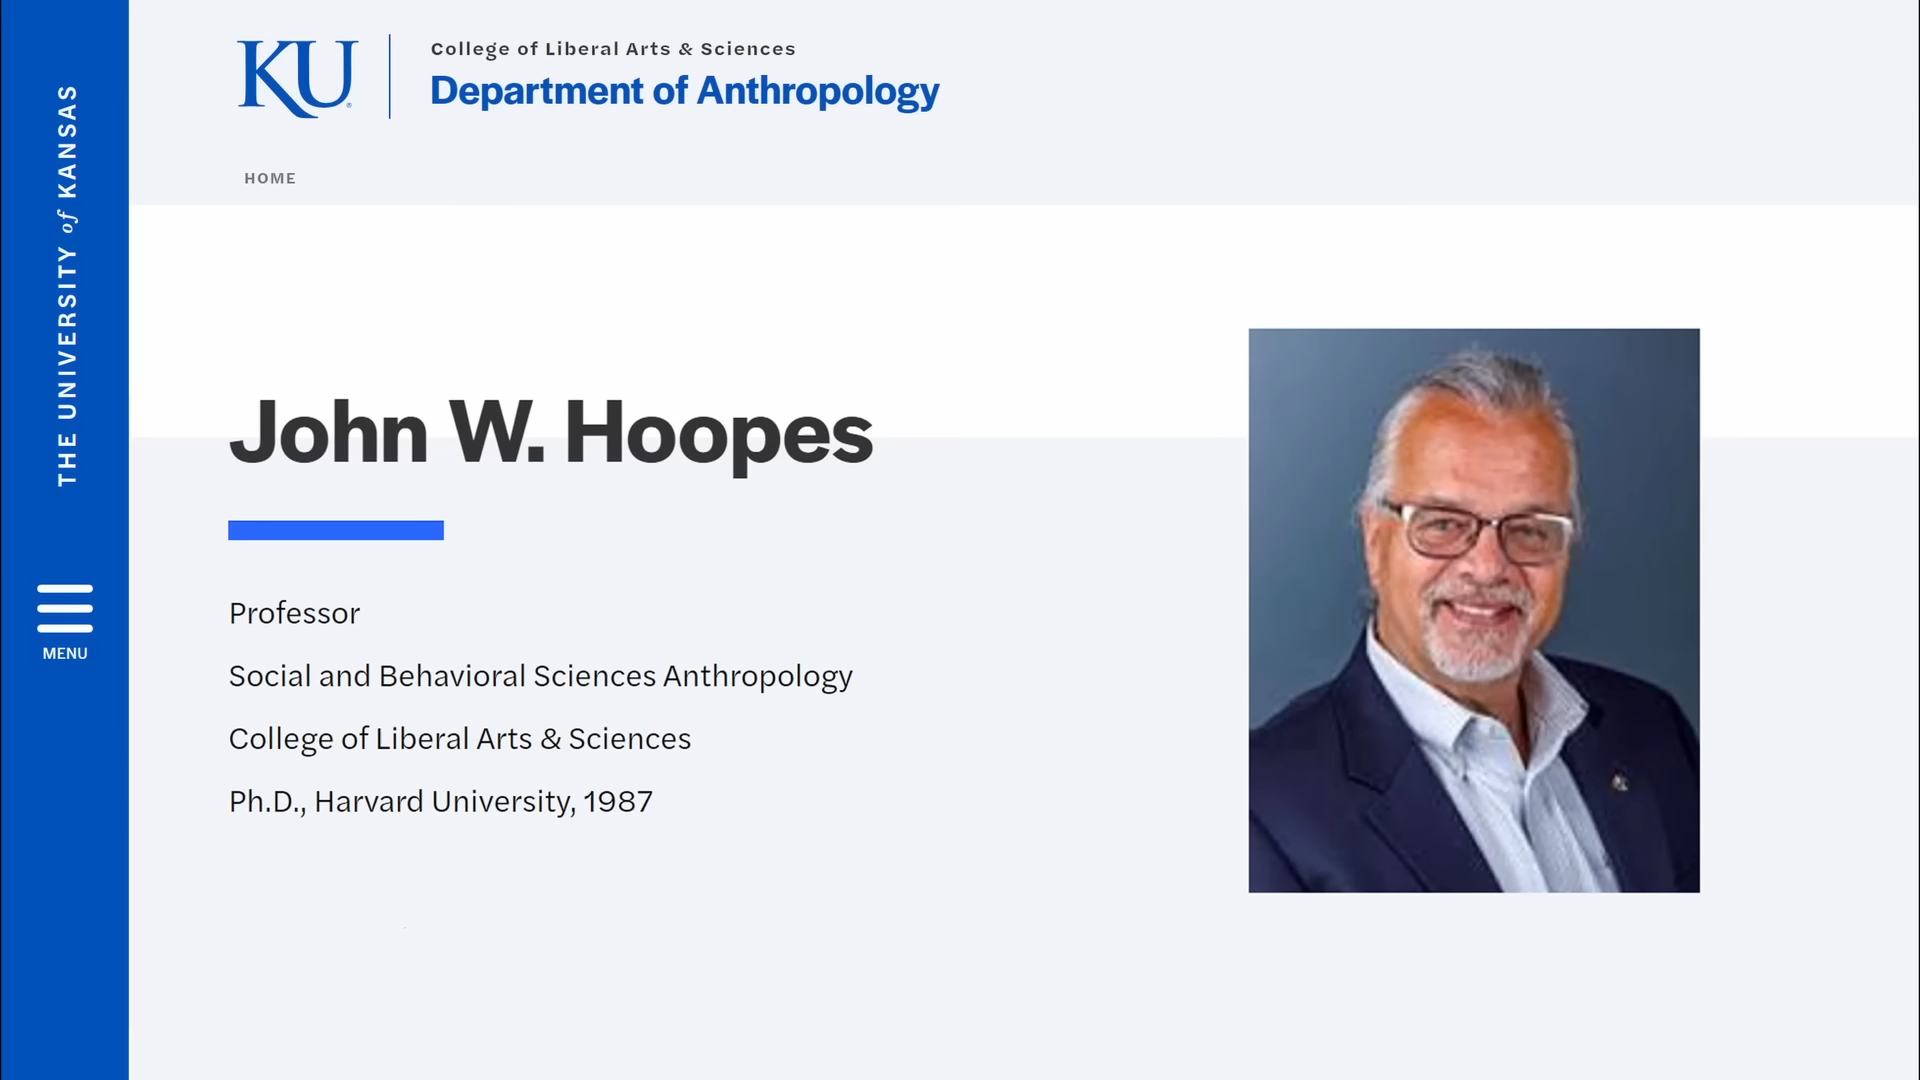 THE UNIVERSITY of KANSAS
MENU
KU
College of Liberal Arts & Sciences
Department of Anthropology
HOME
John W. Hoopes
Professor
Social and Behavioral Sciences Anthropology
College of Liberal Arts & Sciences
Ph.D., Harvard University, 1987